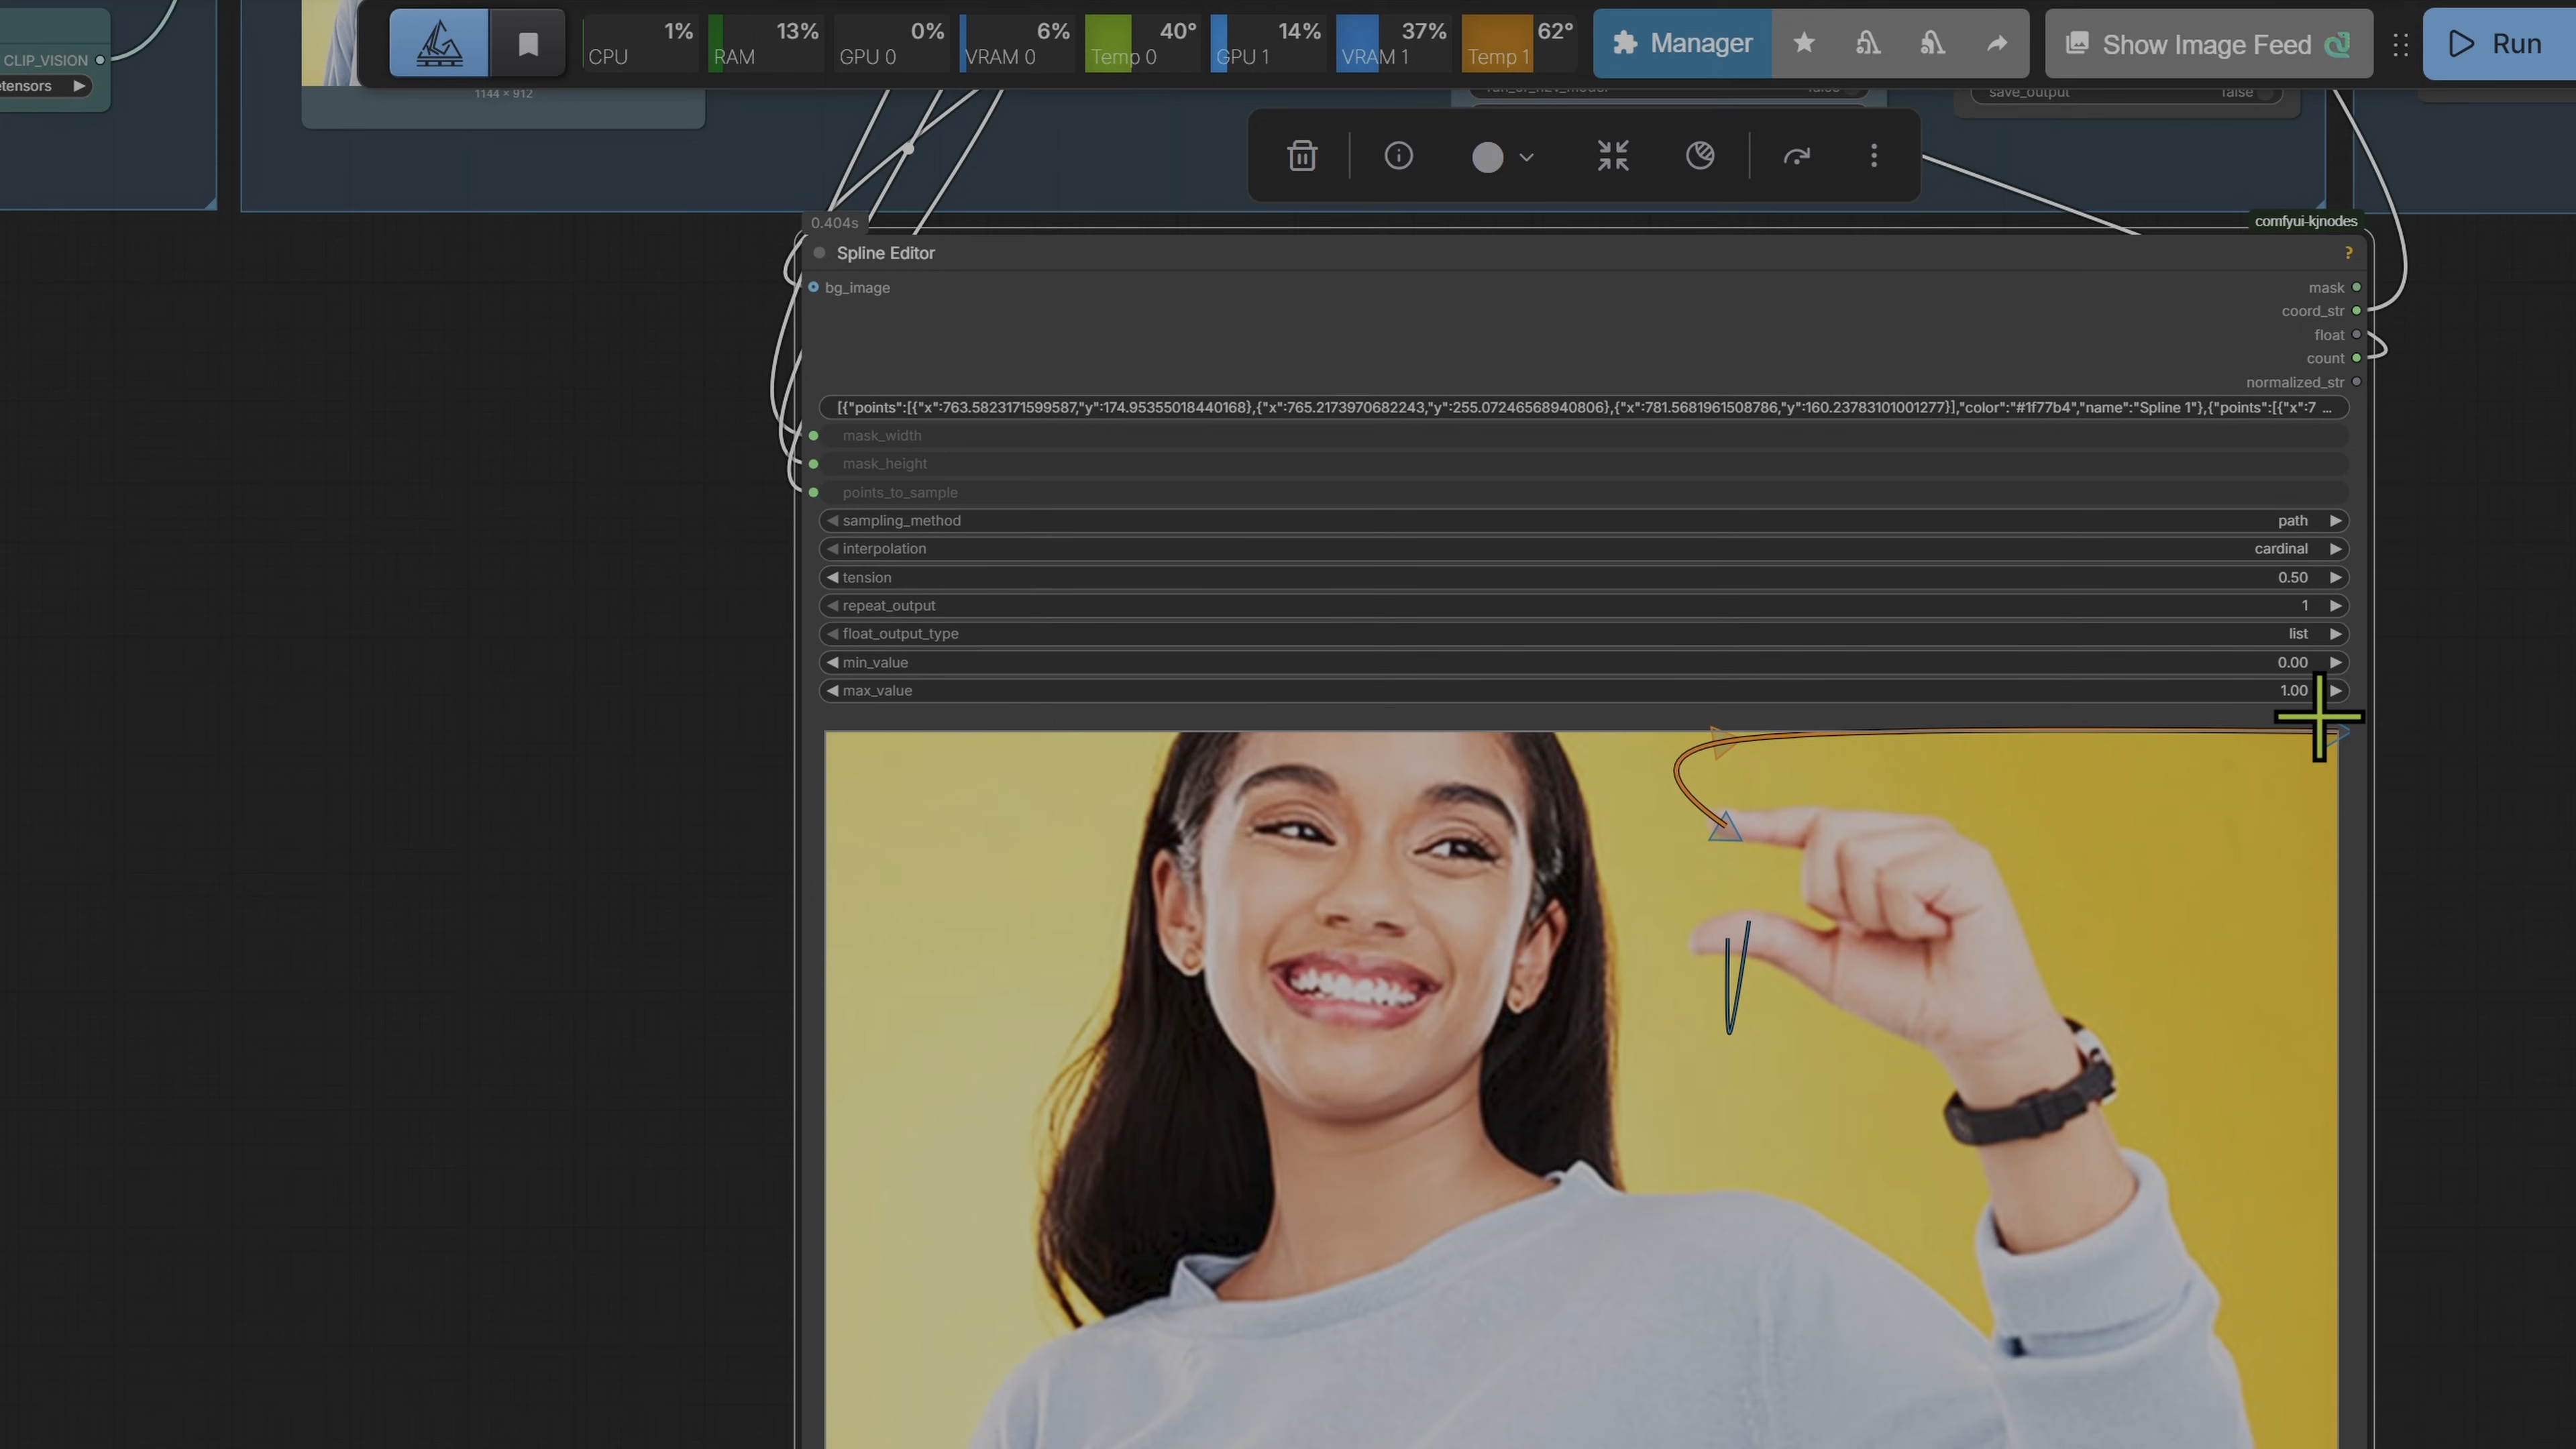 CLIP_VISION
etensors
1% CPU
13% RAM
0% GPU 0
6% VRAM 0
40° Temp 0
14% GPU 1
37% VRAM 1
62° Temp 1
Manager
Show Image Feed
Run
1144 × 912
save_output false
0.404s
comfyui-kjnodes
Spline Editor ?
bg_image
mask
coord_str
float
count
normalized_str
[{"points":[{"x":763.5823171599587,"y":174.95355018440168},{"x":765.2173970682243,"y":255.07246568940806},{"x":781.5681961508786,"y":160.23783101001277}],"color":"#1f77b4","name":"Spline 1"},{"points":[{"x":7 ...
mask_width
mask_height
points_to_sample
sampling_method path
interpolation cardinal
tension 0.50
repeat_output 1
float_output_type list
min_value 0.00
max_value 1.00